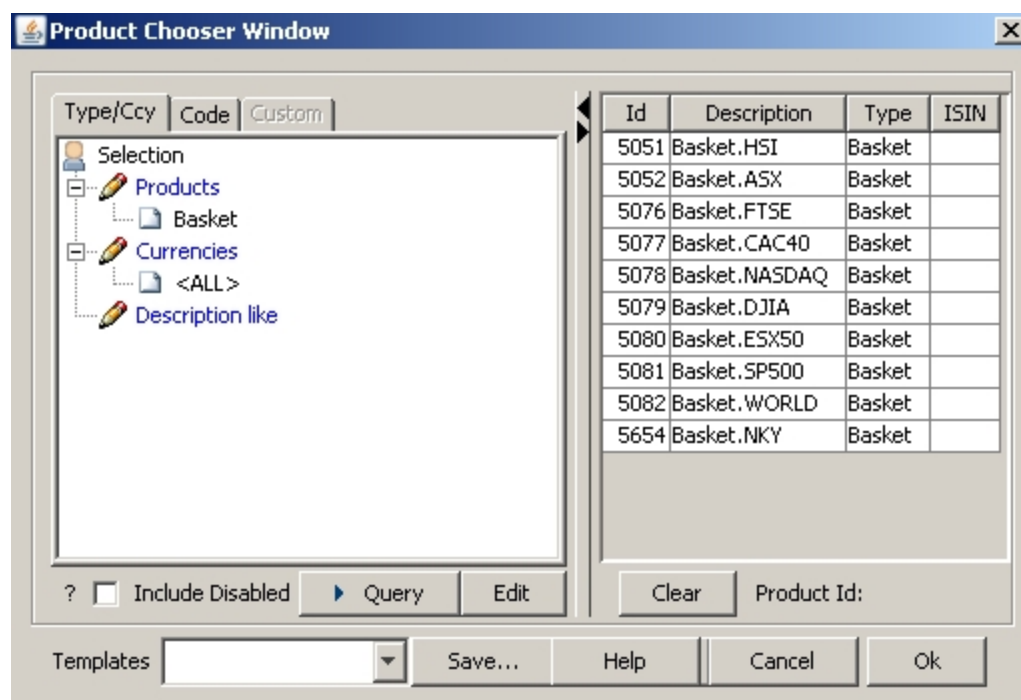 Product Chooser Window
Type/Ccy Code Custom
Selection
Products
Basket
Currencies
<ALL>
Description like
? Include Disabled Query Edit
Id Description Type ISIN
5051 Basket.HSI Basket
5052 Basket.ASX Basket
5076 Basket.FTSE Basket
5077 Basket.CAC40 Basket
5078 Basket.NASDAQ Basket
5079 Basket.DJIA Basket
5080 Basket.ESX50 Basket
5081 Basket.SP500 Basket
5082 Basket.WORLD Basket
5654 Basket.NKY Basket
Clear Product Id:
Templates Save... Help Cancel Ok